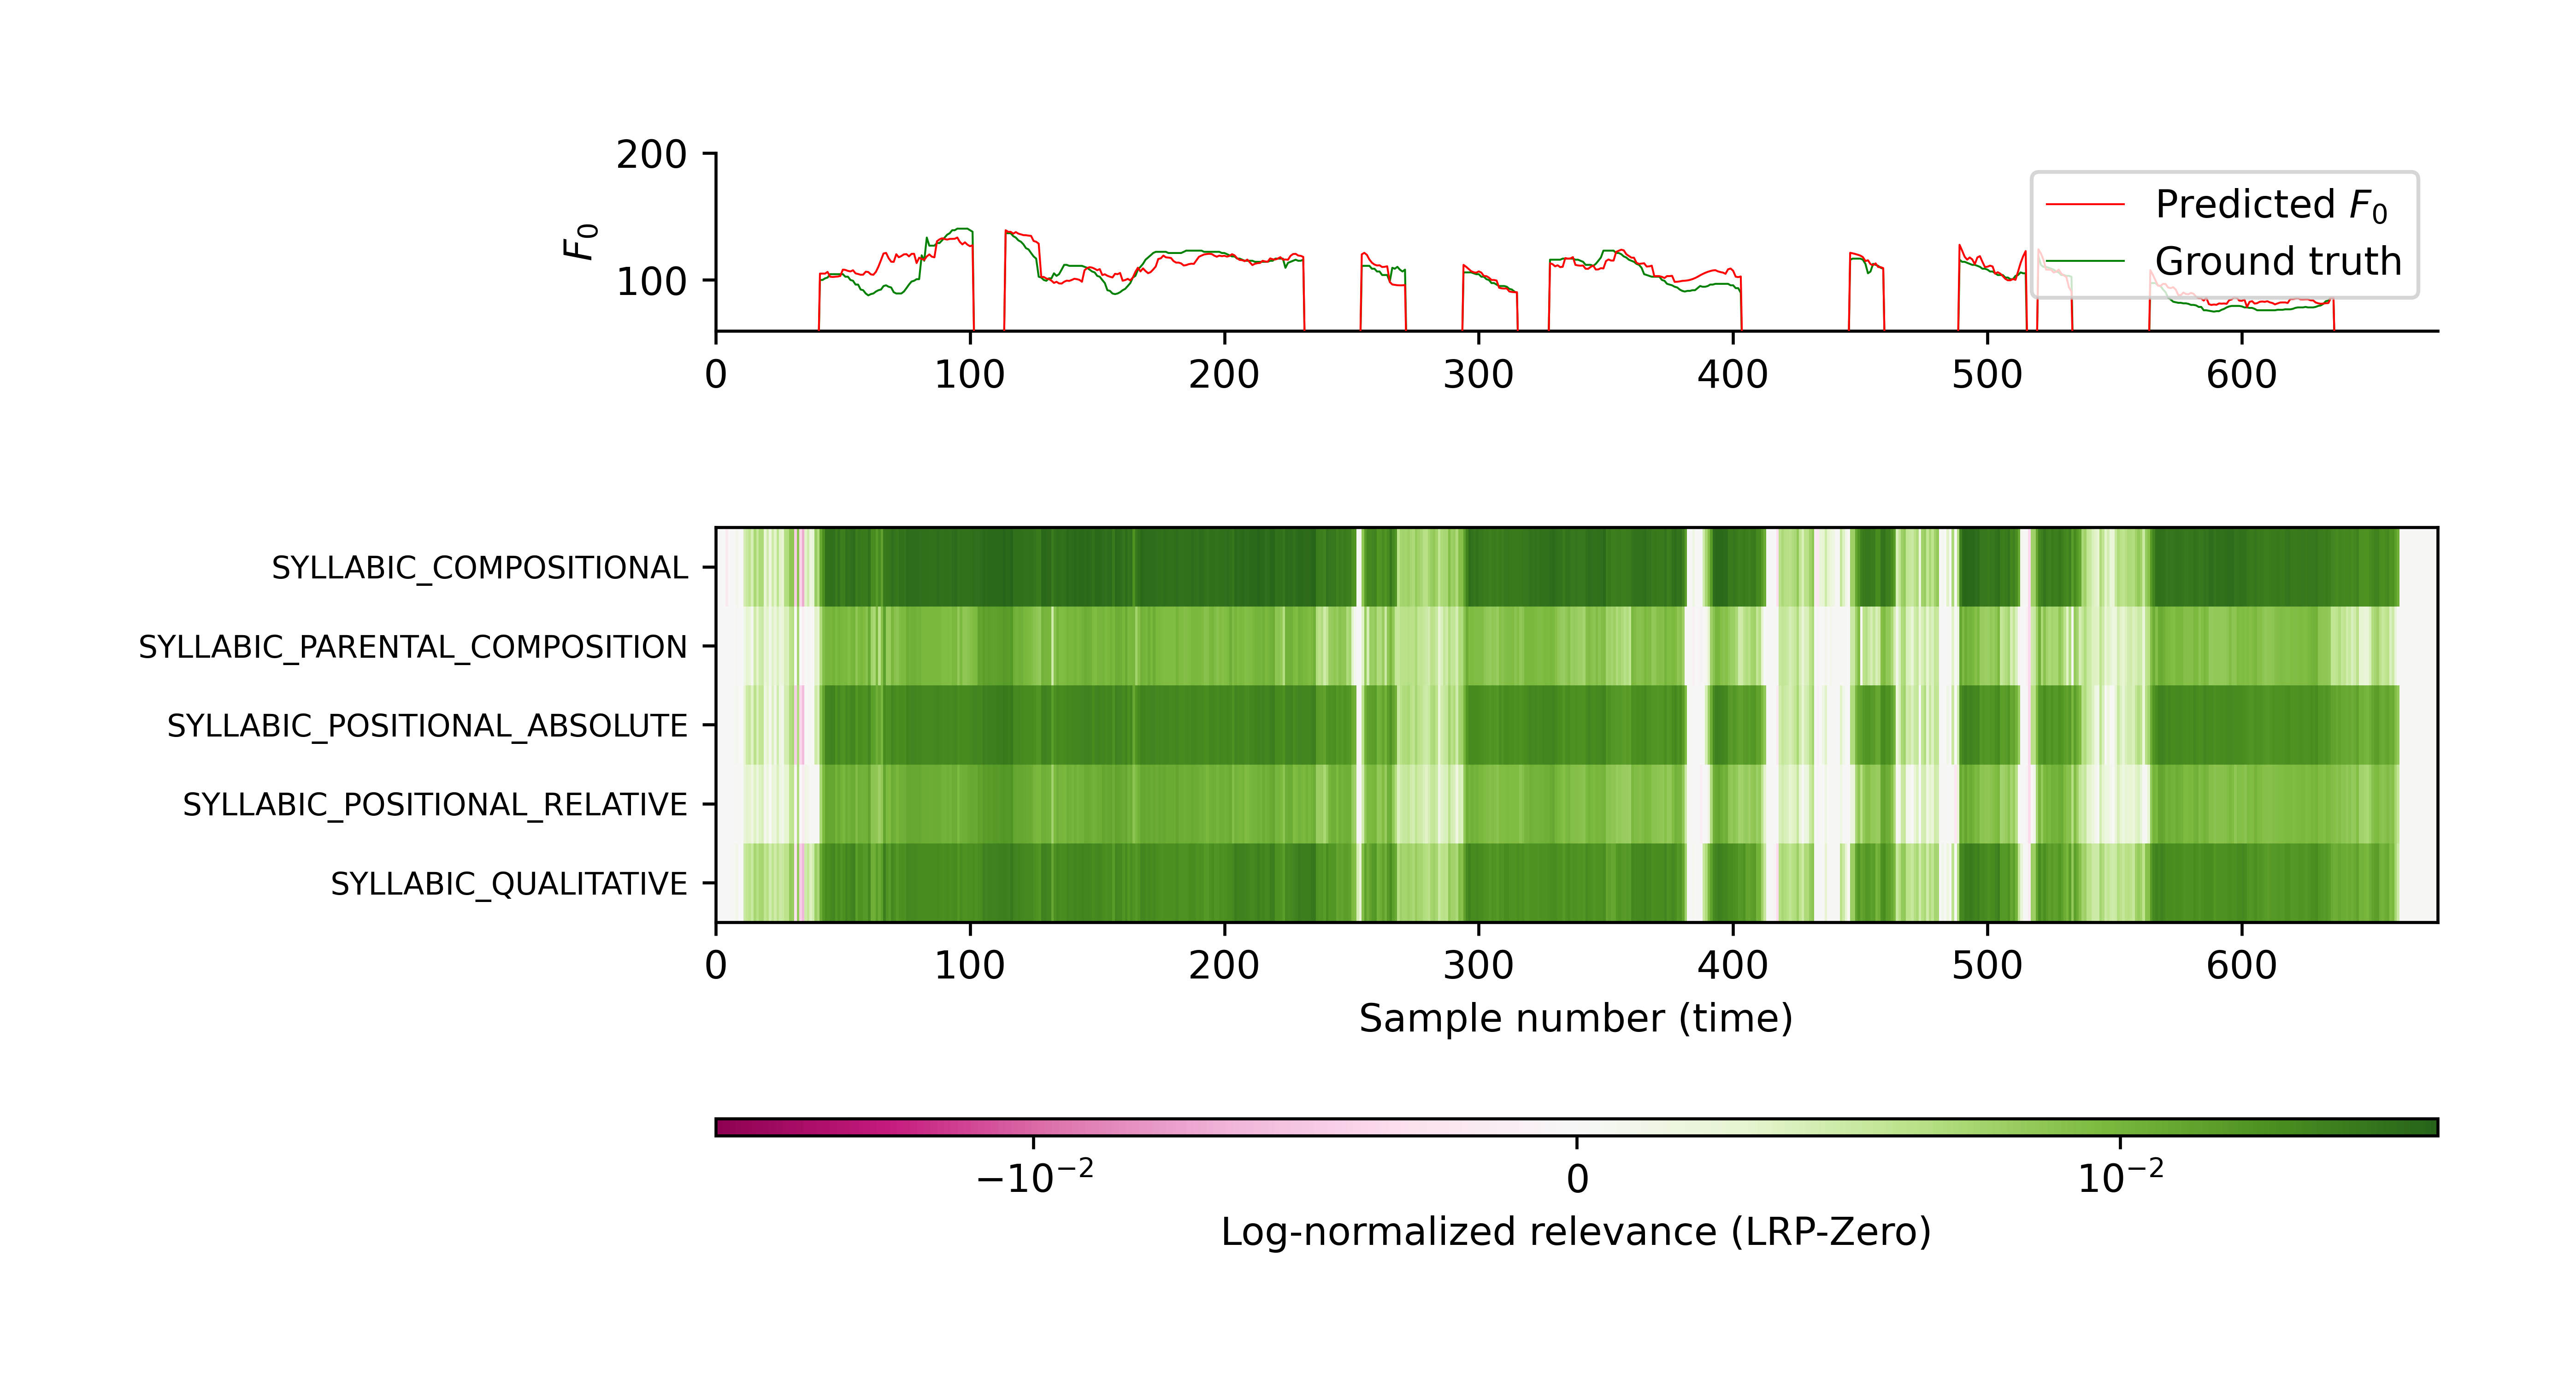 200
100
F₀
Predicted F₀
Ground truth
0 100 200 300 400 500 600
SYLLABIC_COMPOSITIONAL
SYLLABIC_PARENTAL_COMPOSITION
SYLLABIC_POSITIONAL_ABSOLUTE
SYLLABIC_POSITIONAL_RELATIVE
SYLLABIC_QUALITATIVE
0 100 200 300 400 500 600
Sample number (time)
−10⁻² 0 10⁻²
Log-normalized relevance (LRP-Zero)